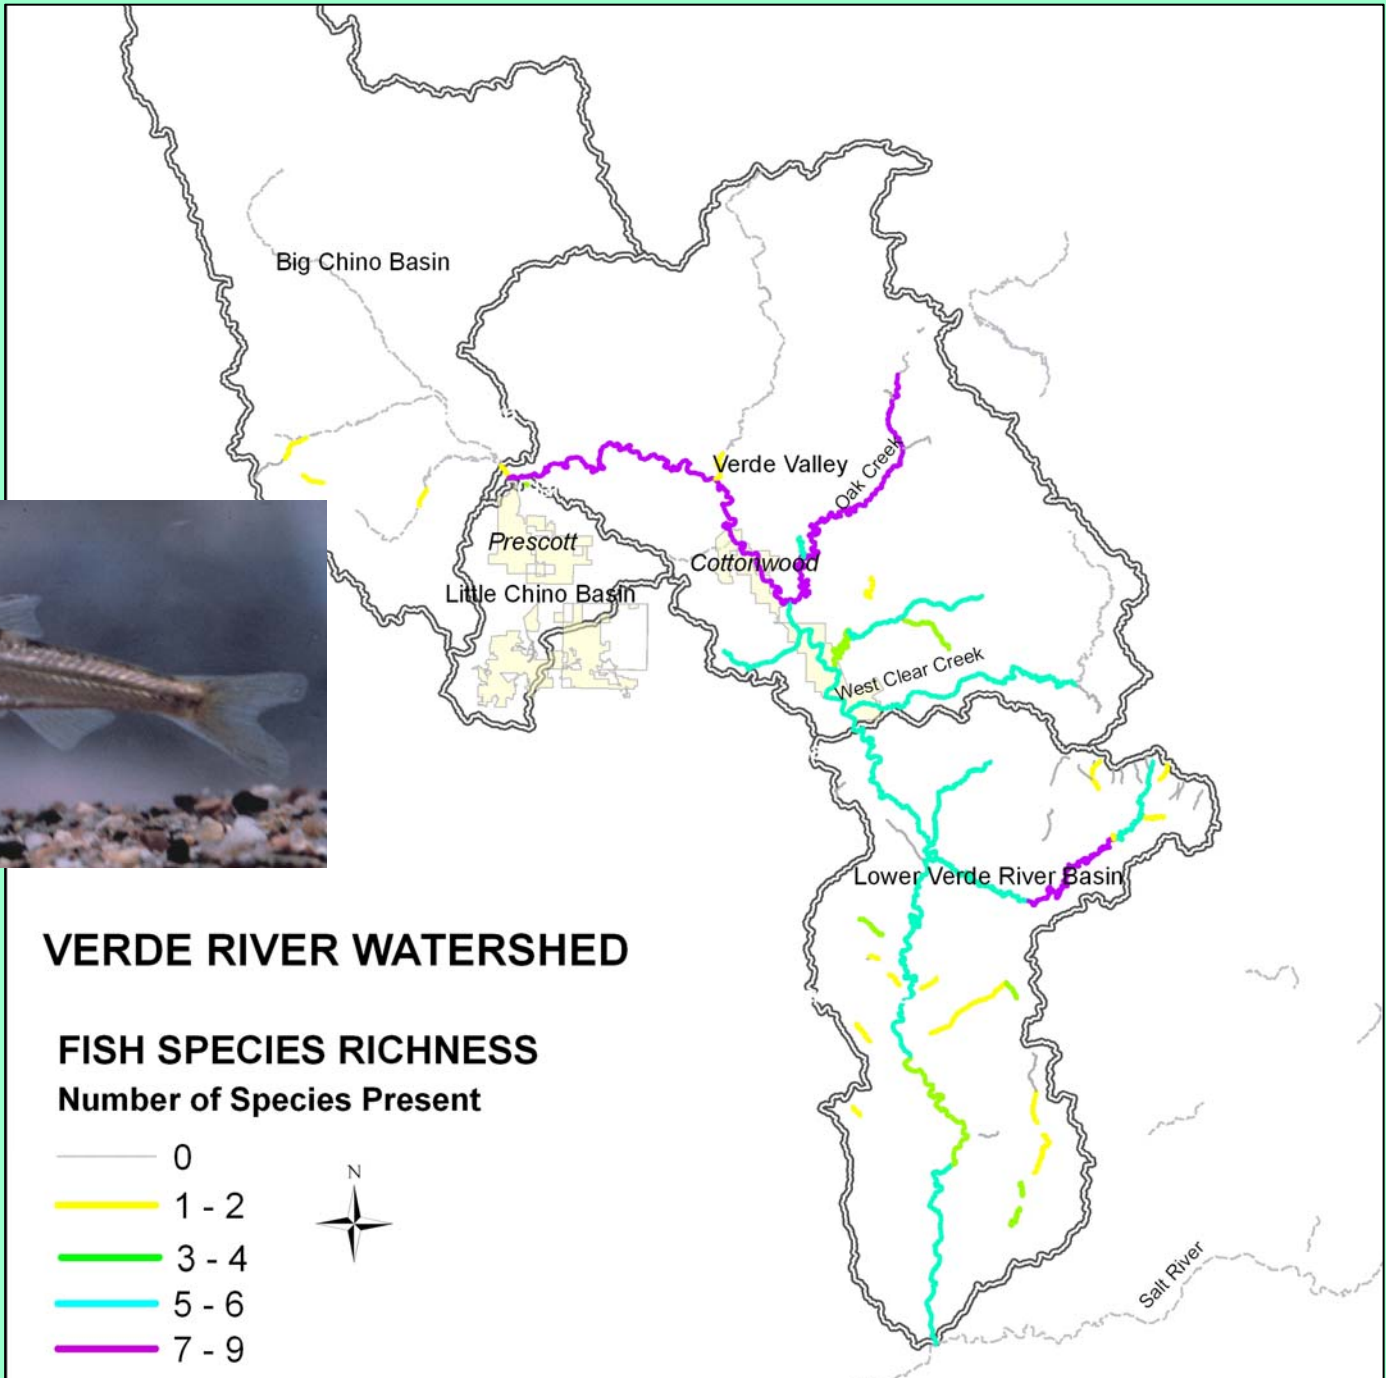 Big Chino Basin
Verde Valley
Oak Creek
Prescott
Cottonwood
Little Chino Basin
West Clear Creek
Lower Verde River Basin
VERDE RIVER WATERSHED
FISH SPECIES RICHNESS
Number of Species Present
0
N
1 - 2
3 - 4
5 - 6
7 - 9
Salt River